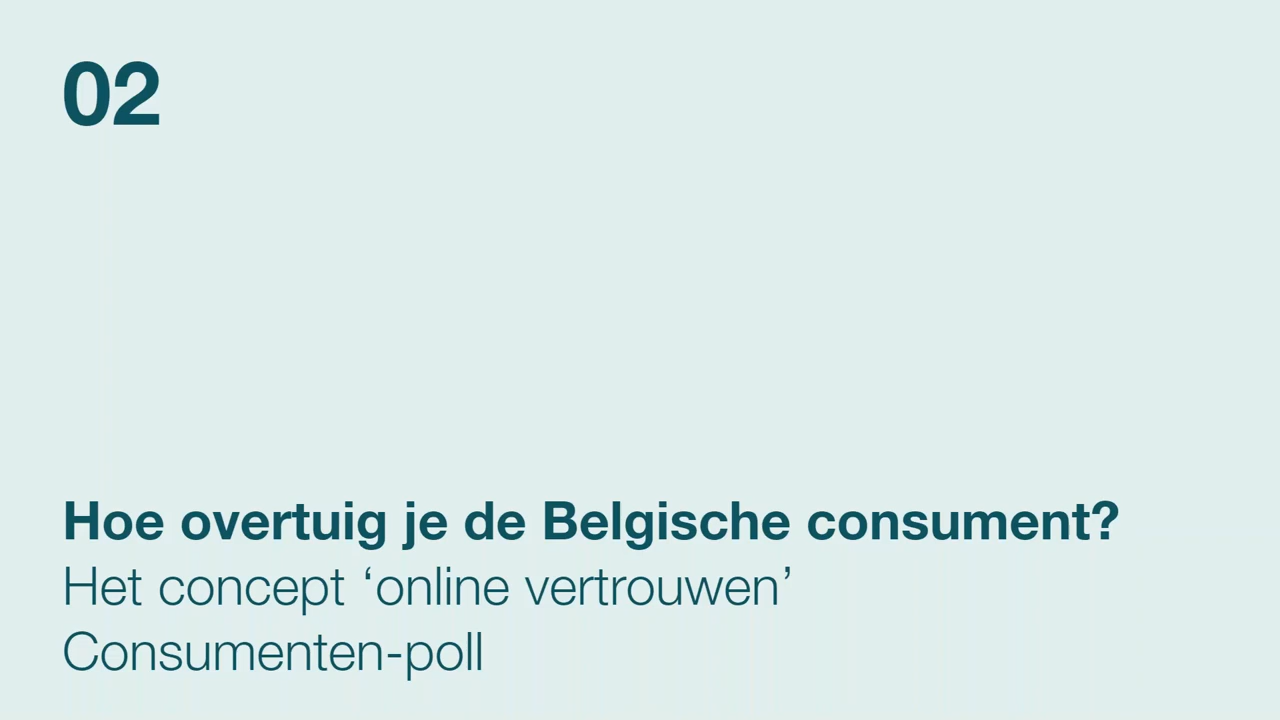 02
Hoe overtuig je de Belgische consument?
Het concept ‘online vertrouwen’
Consumenten-poll